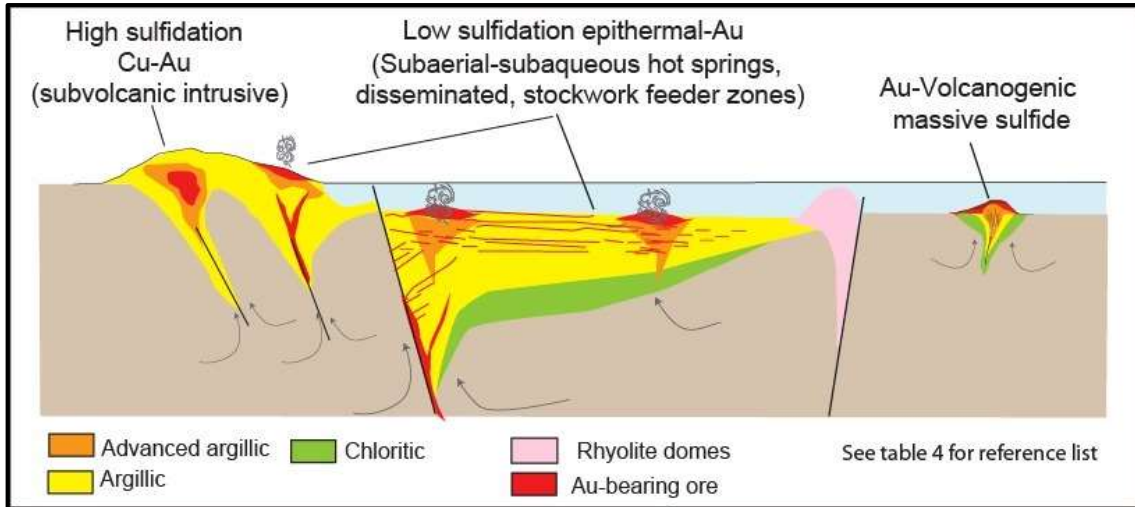 High sulfidation
Cu-Au
(subvolcanic intrusive)
Low sulfidation epithermal-Au
(Subaerial-subaqueous hot springs,
disseminated, stockwork feeder zones)
Au-Volcanogenic
massive sulfide
Advanced argillic
Argillic
Chloritic
Rhyolite domes
Au-bearing ore
See table 4 for reference list